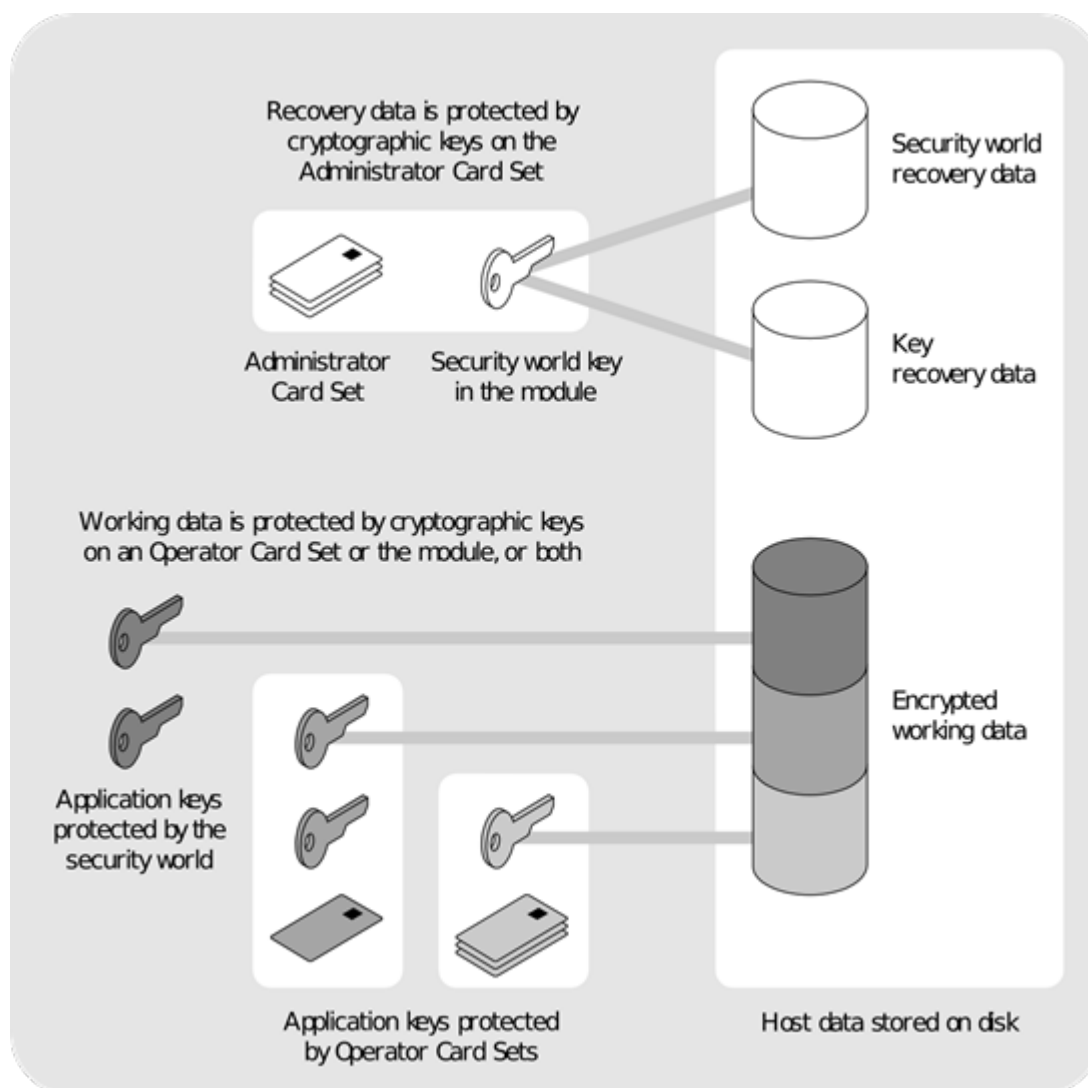 Recovery data is protected by
cryptographic keys on the
Administrator Card Set
Security world
recovery data
Administrator
Card Set
Security world key
in the module
Key
recovery data
Working data is protected by cryptographic keys
on an Operator Card Set or the module, or both
Encrypted
working data
Application keys
protected by the
security world
Application keys protected
by Operator Card Sets
Host data stored on disk